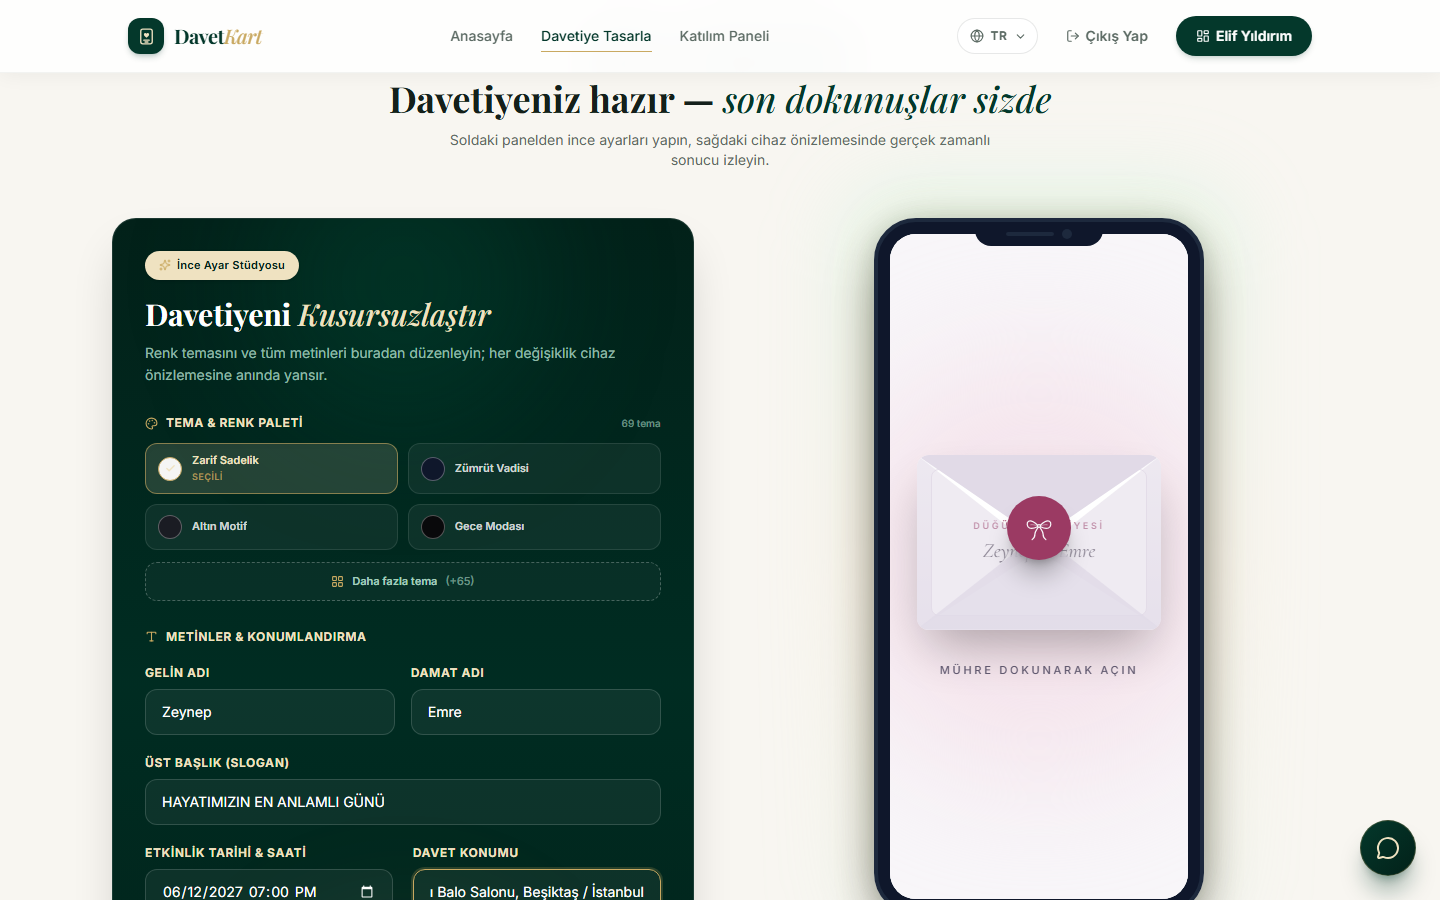 DavetKart
Anasayfa
Davetiye Tasarla
Katılım Paneli
TR
Çıkış Yap
Elif Yıldırım
Davetiyeniz hazır — son dokunuşlar sizde
Soldaki panelden ince ayarları yapın, sağdaki cihaz önizlemesinde gerçek zamanlı
sonucu izleyin.
İnce Ayar Stüdyosu
Davetiyeni Kusursuzlaştır
Renk temasını ve tüm metinleri buradan düzenleyin; her değişiklik cihaz
önizlemesine anında yansır.
TEMA & RENK PALETİ
69 tema
Zarif Sadelik
SEÇİLİ
Zümrüt Vadisi
Altın Motif
Gece Modası
Daha fazla tema (+65)
METİNLER & KONUMLANDIRMA
GELİN ADI
DAMAT ADI
Zeynep
Emre
ÜST BAŞLIK (SLOGAN)
HAYATIMIZIN EN ANLAMLI GÜNÜ
ETKİNLİK TARİHİ & SAATİ
DAVET KONUMU
06/12/2027 07:00 PM
Balo Salonu, Beşiktaş / İstanbul
Emre
MÜHRE DOKUNARAK AÇIN